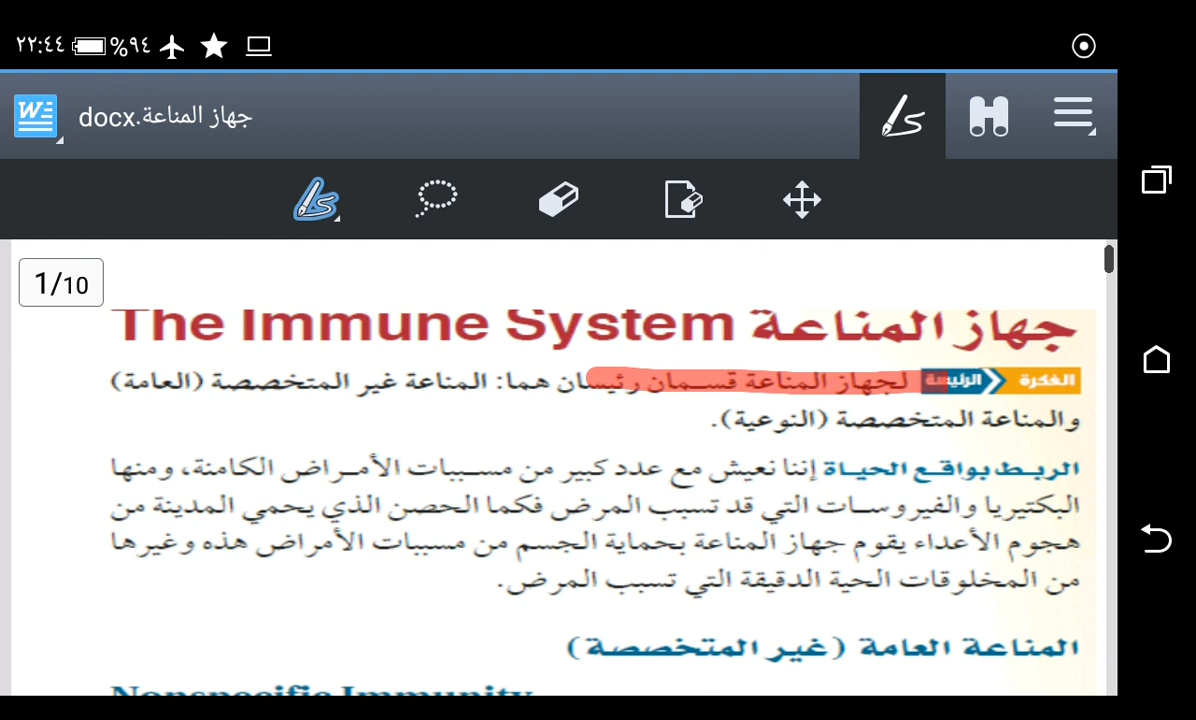 ٢٢:٤٤ %٩٤
جهاز المناعة.docx
1/10
جهاز المناعة The Immune System
الفكرة الرئيسة لجهاز المناعة قسمان رئيسان هما: المناعة غير المتخصصة (العامة)
والمناعة المتخصصة (النوعية).
الربط بواقع الحياة إننا نعيش مع عدد كبير من مسببات الأمراض الكامنة، ومنها
البكتيريا والفيروسات التي قد تسبب المرض فكما الحصن الذي يحمي المدينة من
هجوم الأعداء يقوم جهاز المناعة بحماية الجسم من مسببات الأمراض هذه وغيرها
من المخلوقات الحية الدقيقة التي تسبب المرض.
المناعة العامة (غير المتخصصة)
Nonspecific Immunity